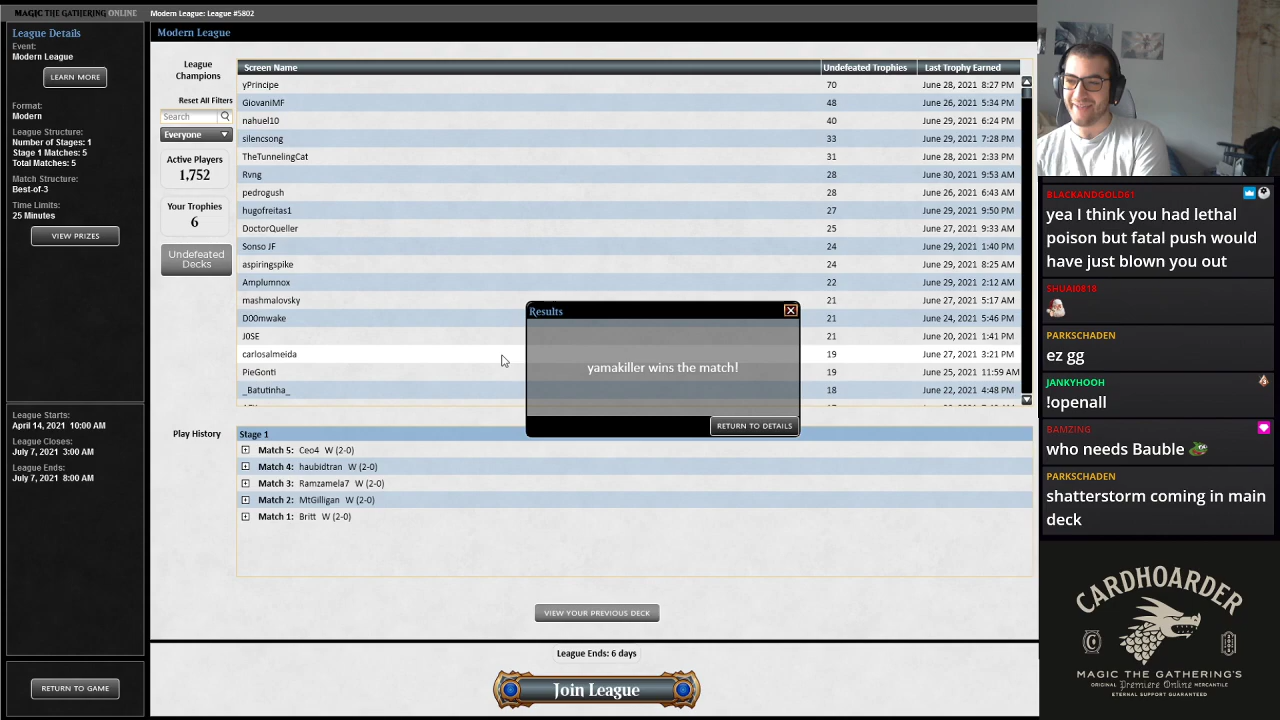 MAGIC THE GATHERING ONLINE
Modern League: League #5802
League Details
Event:
Modern League
LEARN MORE
Format:
Modern
League Structure:
Number of Stages: 1
Stage 1 Matches: 5
Total Matches: 5
Match Structure:
Best-of-3
Time Limits:
25 Minutes
VIEW PRIZES
League Starts:
April 14, 2021 10:00 AM
League Closes:
July 7, 2021 3:00 AM
League Ends:
July 7, 2021 8:00 AM
RETURN TO GAME
Modern League
League
Champions
Reset All Filters
Search
Everyone
Active Players
1,752
Your Trophies
6
Undefeated
Decks
Screen Name Undefeated Trophies Last Trophy Earned
yPrincipe 70 June 28, 2021 8:27 PM
GiovaniMF 48 June 26, 2021 5:34 PM
nahuel10 40 June 29, 2021 6:24 PM
silencsong 33 June 29, 2021 7:28 PM
TheTunnelingCat 31 June 28, 2021 2:33 PM
Rvng 28 June 30, 2021 9:53 AM
pedrogush 28 June 26, 2021 6:43 AM
hugofreitas1 27 June 29, 2021 9:50 PM
DoctorQueller 25 June 27, 2021 9:33 AM
Sonso JF 24 June 29, 2021 1:40 PM
aspiringspike 24 June 29, 2021 8:25 AM
Amplumnox 22 June 29, 2021 2:12 AM
mashmalovsky 21 June 27, 2021 5:17 AM
D00mwake 21 June 24, 2021 5:46 PM
J0SE 21 June 20, 2021 1:41 PM
carlosalmeida 19 June 27, 2021 3:21 PM
PieGonti 19 June 25, 2021 11:59 AM
_Batutinha_ 18 June 22, 2021 4:48 PM
Results
yamakiller wins the match!
RETURN TO DETAILS
Play History
Stage 1
Match 5: Ceo4 W (2-0)
Match 4: haubidtran W (2-0)
Match 3: Ramzamela7 W (2-0)
Match 2: MtGilligan W (2-0)
Match 1: Britt W (2-0)
VIEW YOUR PREVIOUS DECK
League Ends: 6 days
Join League
BLACKANDGOLD61
yea I think you had lethal
poison but fatal push would
have just blown you out
SHUAI0818
PARKSCHADEN
ez gg
JANKYHOOH
!openall
BAMZING
who needs Bauble
PARKSCHADEN
shatterstorm coming in main
deck
CARDHOARDER
MAGIC THE GATHERING'S
ORIGINAL Premiere Online MERCANTILE
ETERNAL SUPPORT GUARANTEED